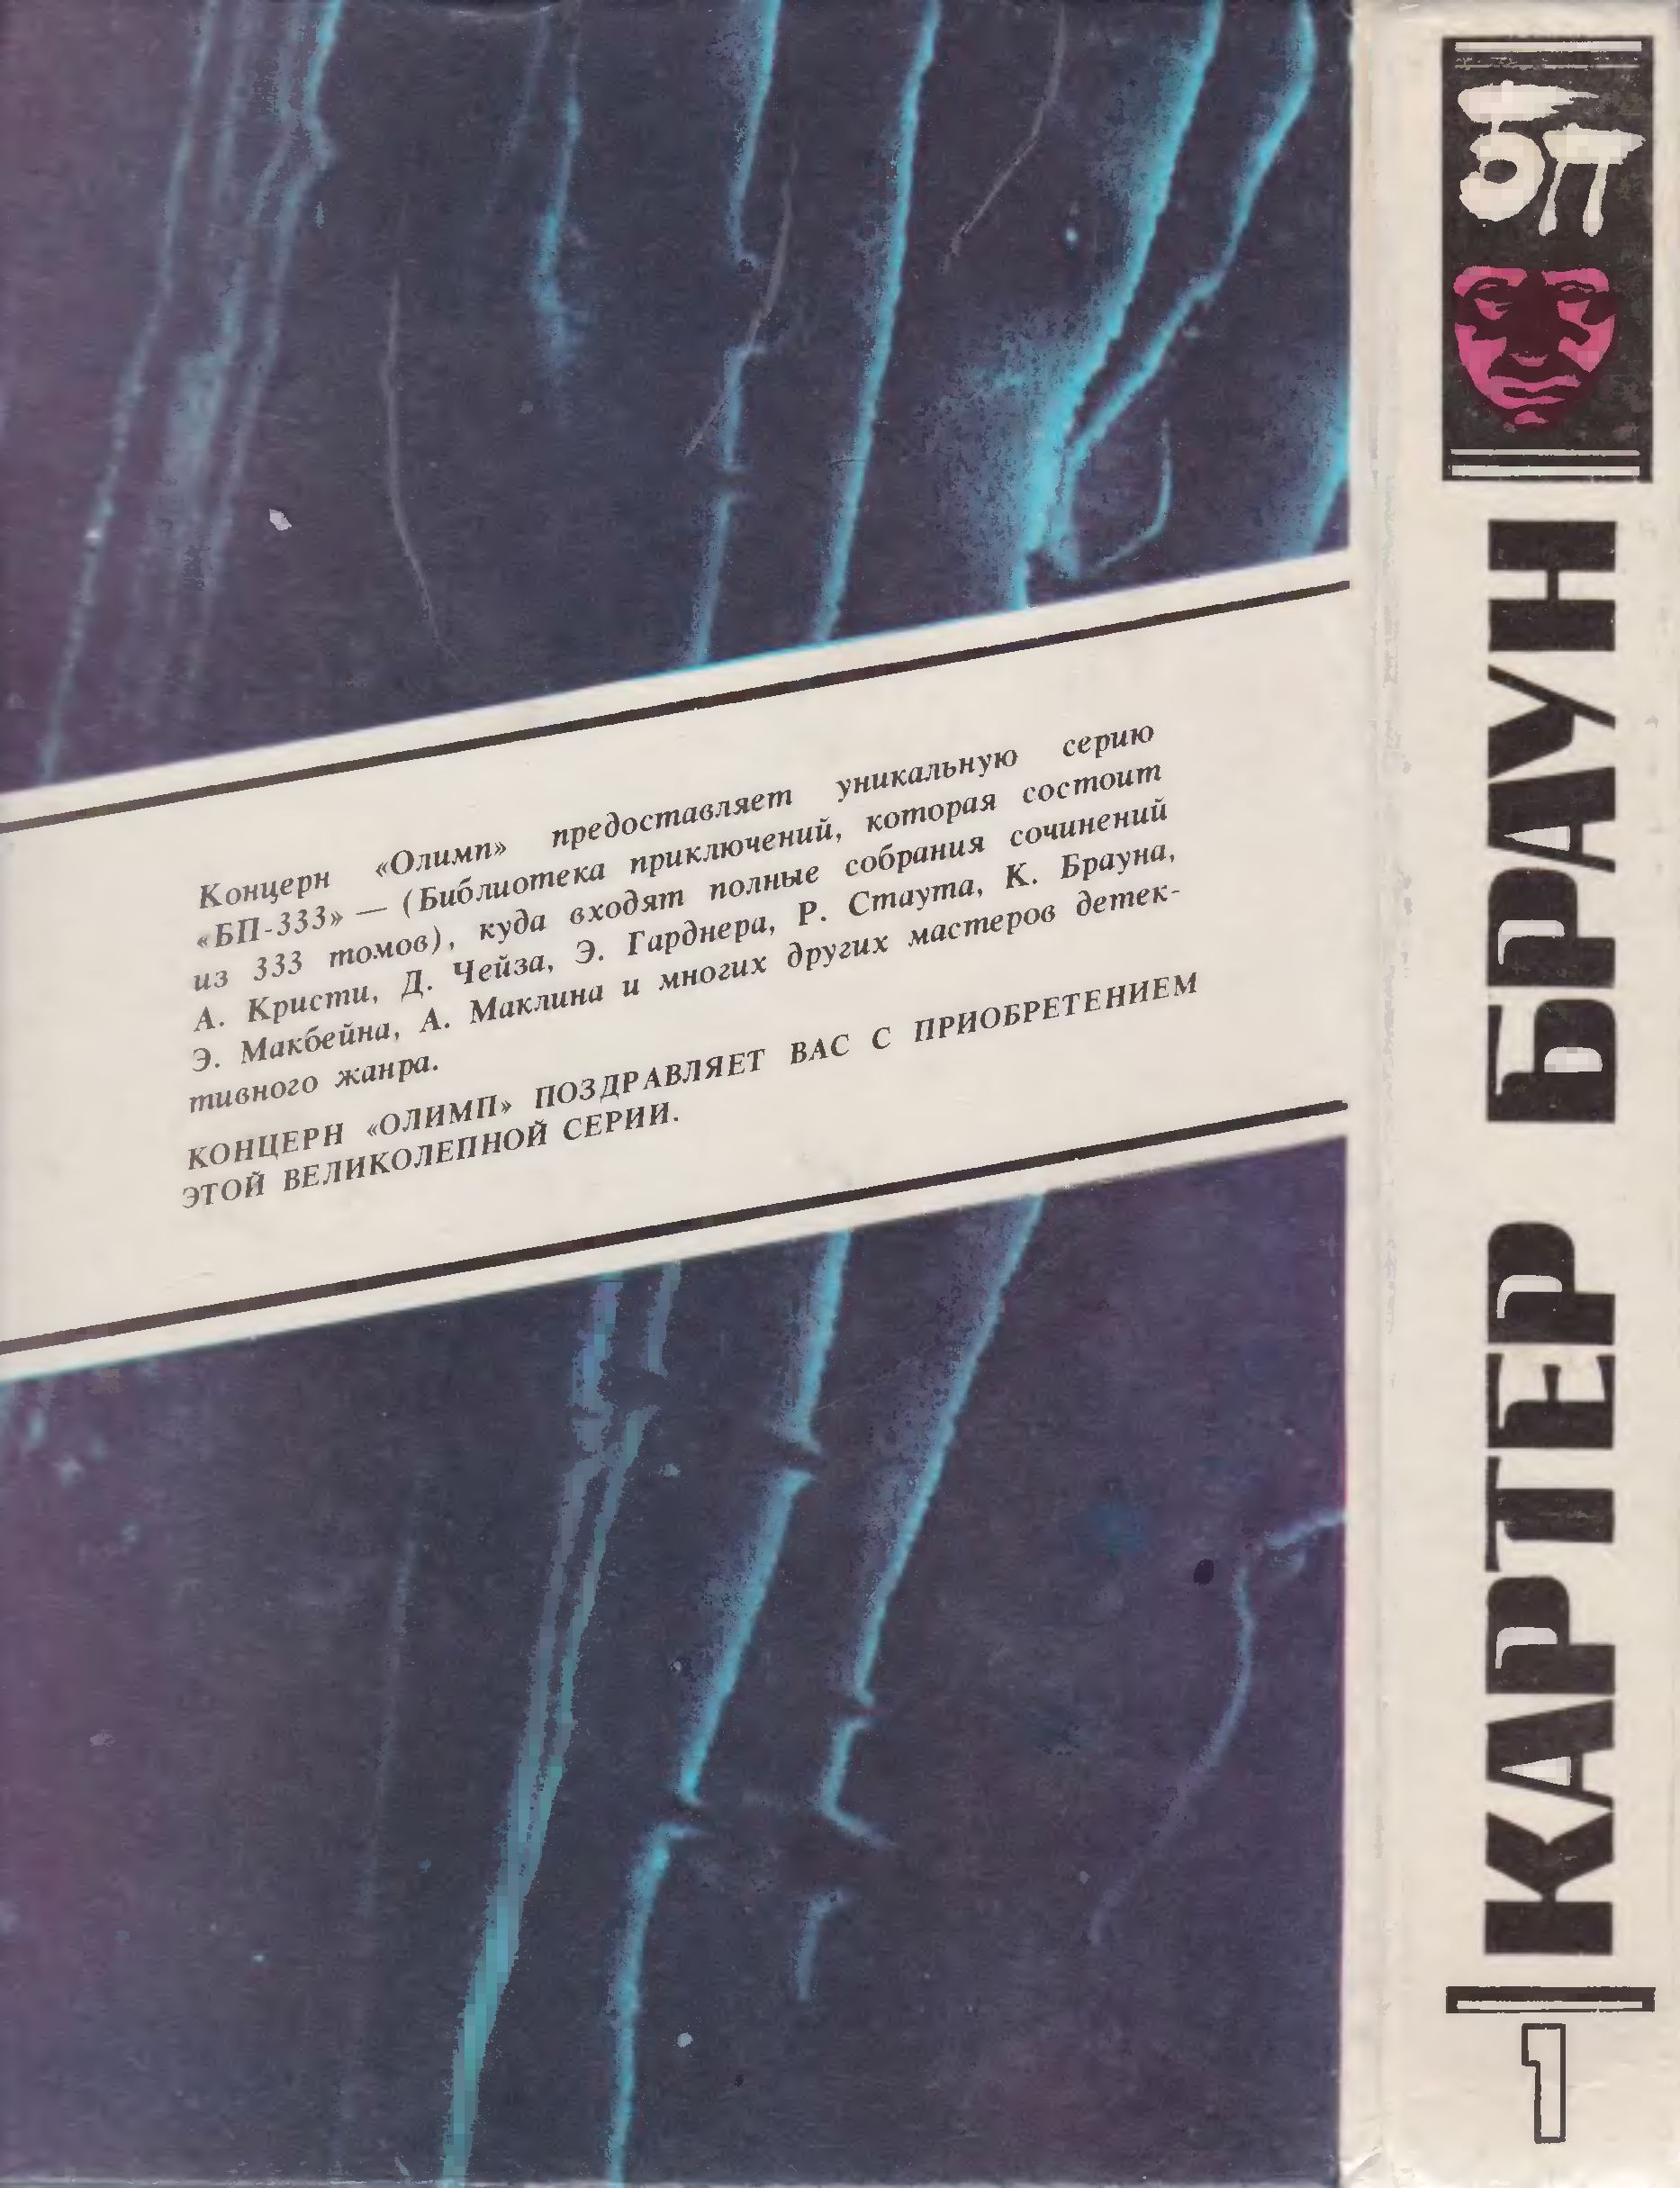 Концерн «Олимп» предоставляет уникальную серию
«БП-333» — (Библиотека приключений, которая состоит
из 333 томов), куда входят полные собрания сочинений
А. Кристи, Д. Чейза, Э. Гарднера, Р. Стаута, К. Брауна,
Э. Макбейна, А. Маклина и многих других мастеров детек-
тивного жанра.
КОНЦЕРН «ОЛИМП» ПОЗДРАВЛЯЕТ ВАС С ПРИОБРЕТЕНИЕМ
ЭТОЙ ВЕЛИКОЛЕПНОЙ СЕРИИ.
1 КАРТЕР БРАУН
БП